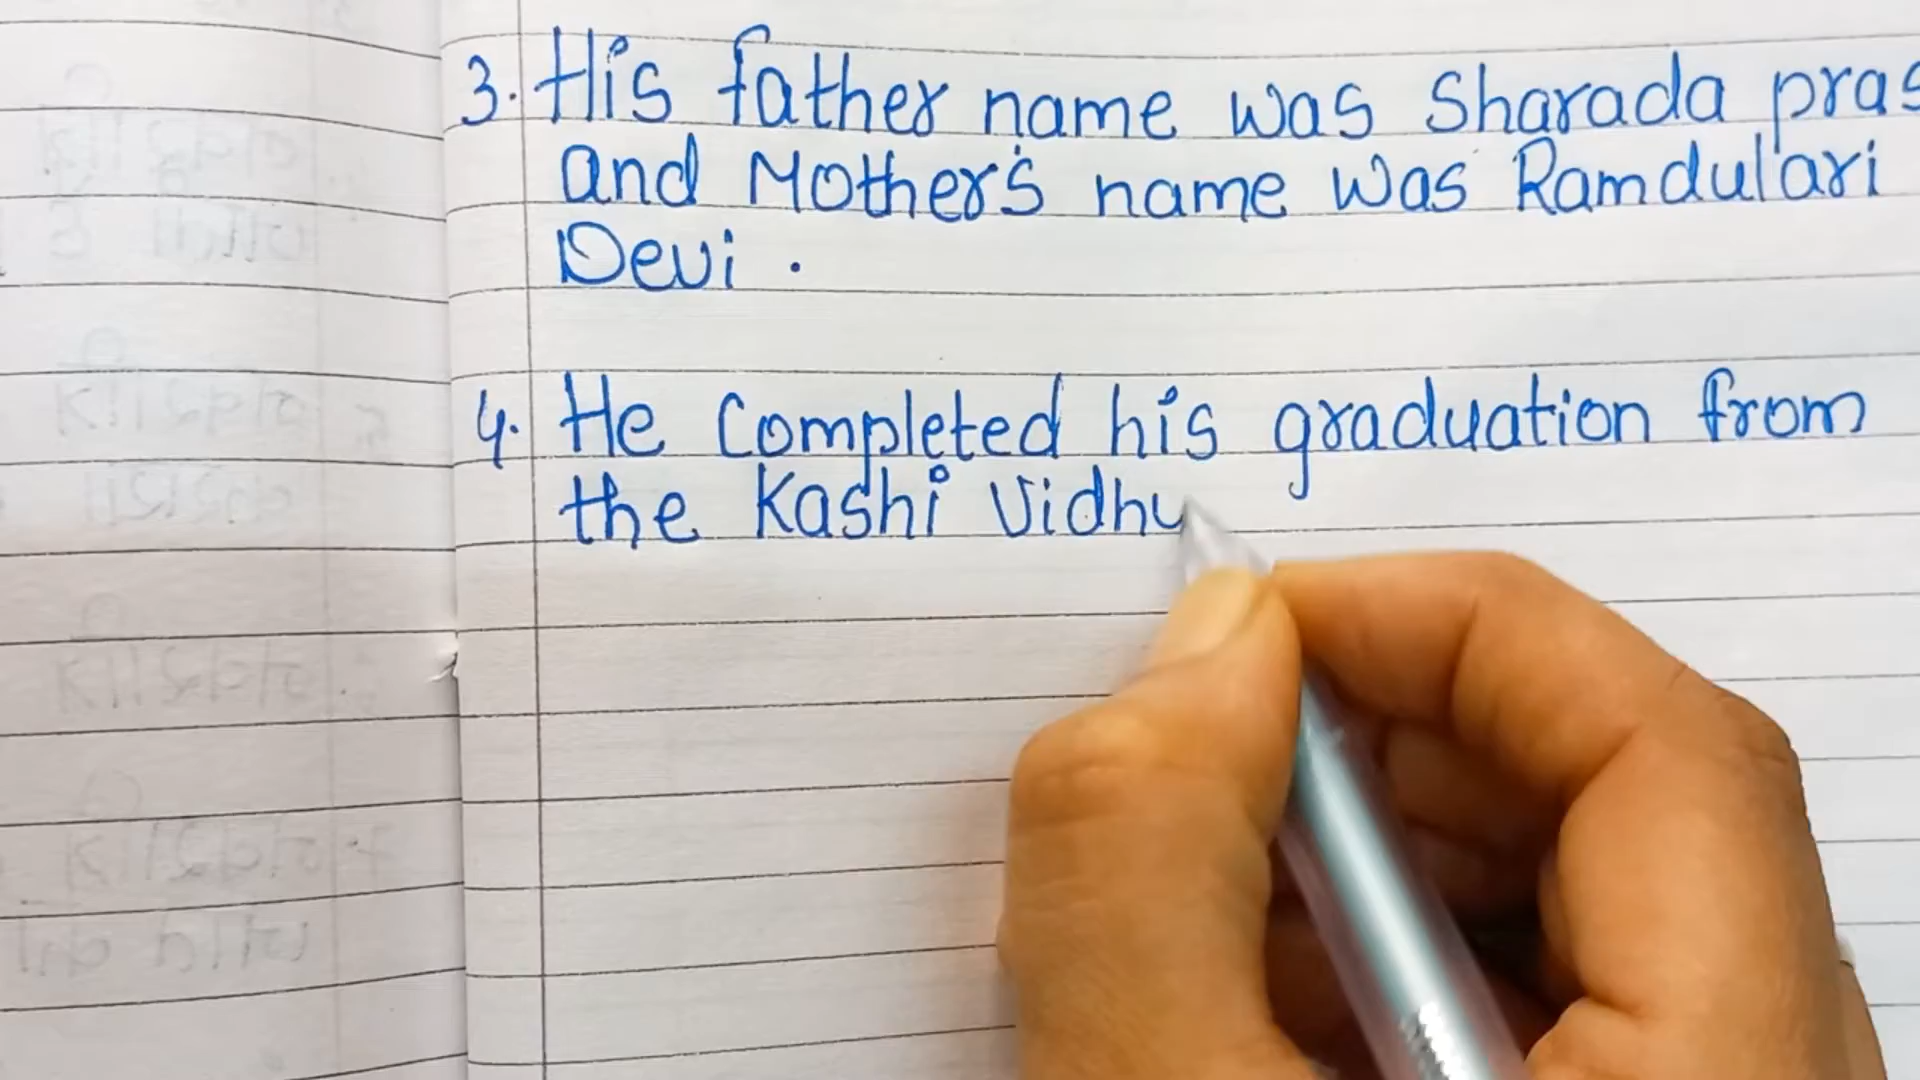 3. His father name was Sharada pras
and Mother's name was Ramdulari
Devi .
4. He Completed his graduation from
the Kashi Vidhy